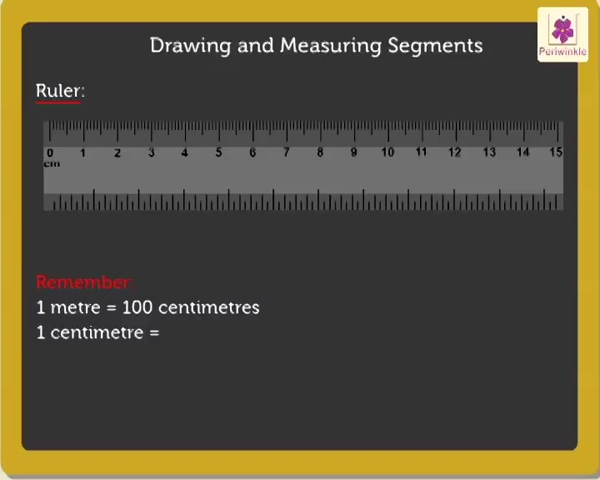 Drawing and Measuring Segments
Periwinkle
Ruler:
0 1 2 3 4 5 6 7 8 9 10 11 12 13 14 15
cm
Remember:
1 metre = 100 centimetres
1 centimetre =